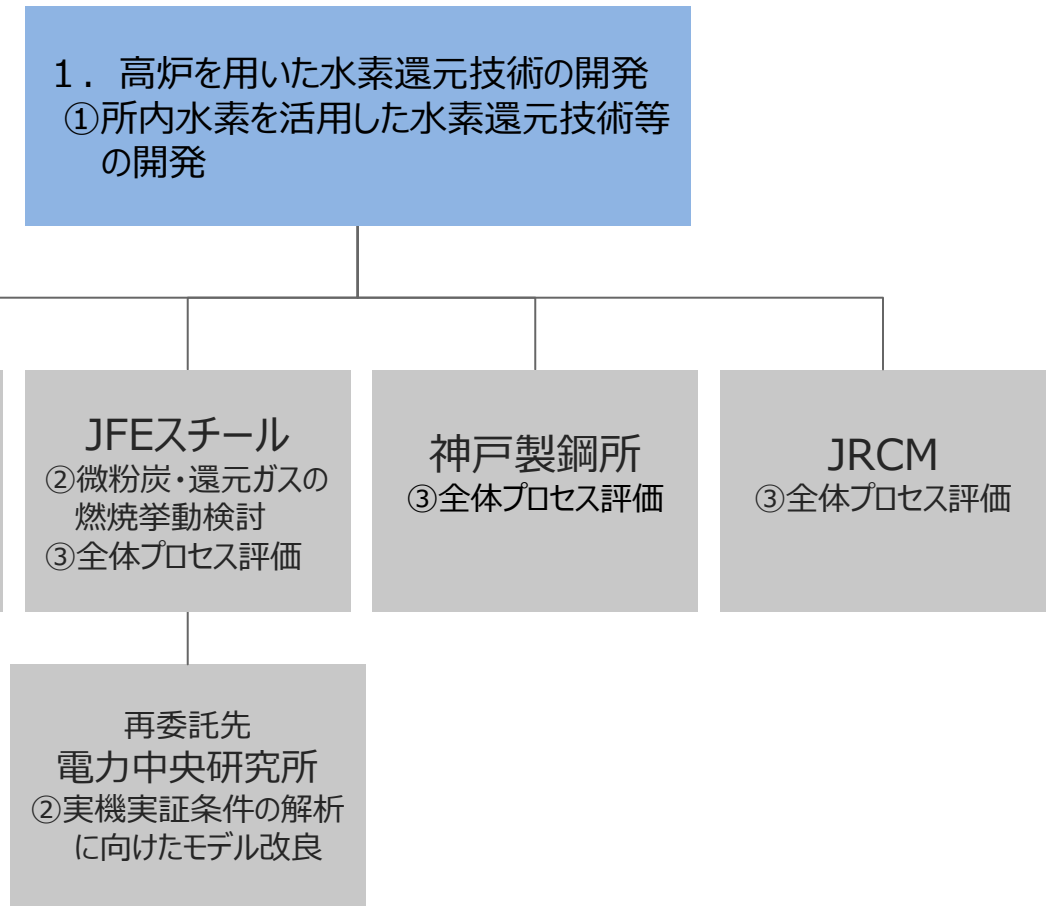 １．高炉を用いた水素還元技術の開発
①所内水素を活用した水素還元技術等
の開発
JFEスチール
②微粉炭・還元ガスの
燃焼挙動検討
③全体プロセス評価
神戸製鋼所
③全体プロセス評価
JRCM
③全体プロセス評価
再委託先
電力中央研究所
②実機実証条件の解析
に向けたモデル改良